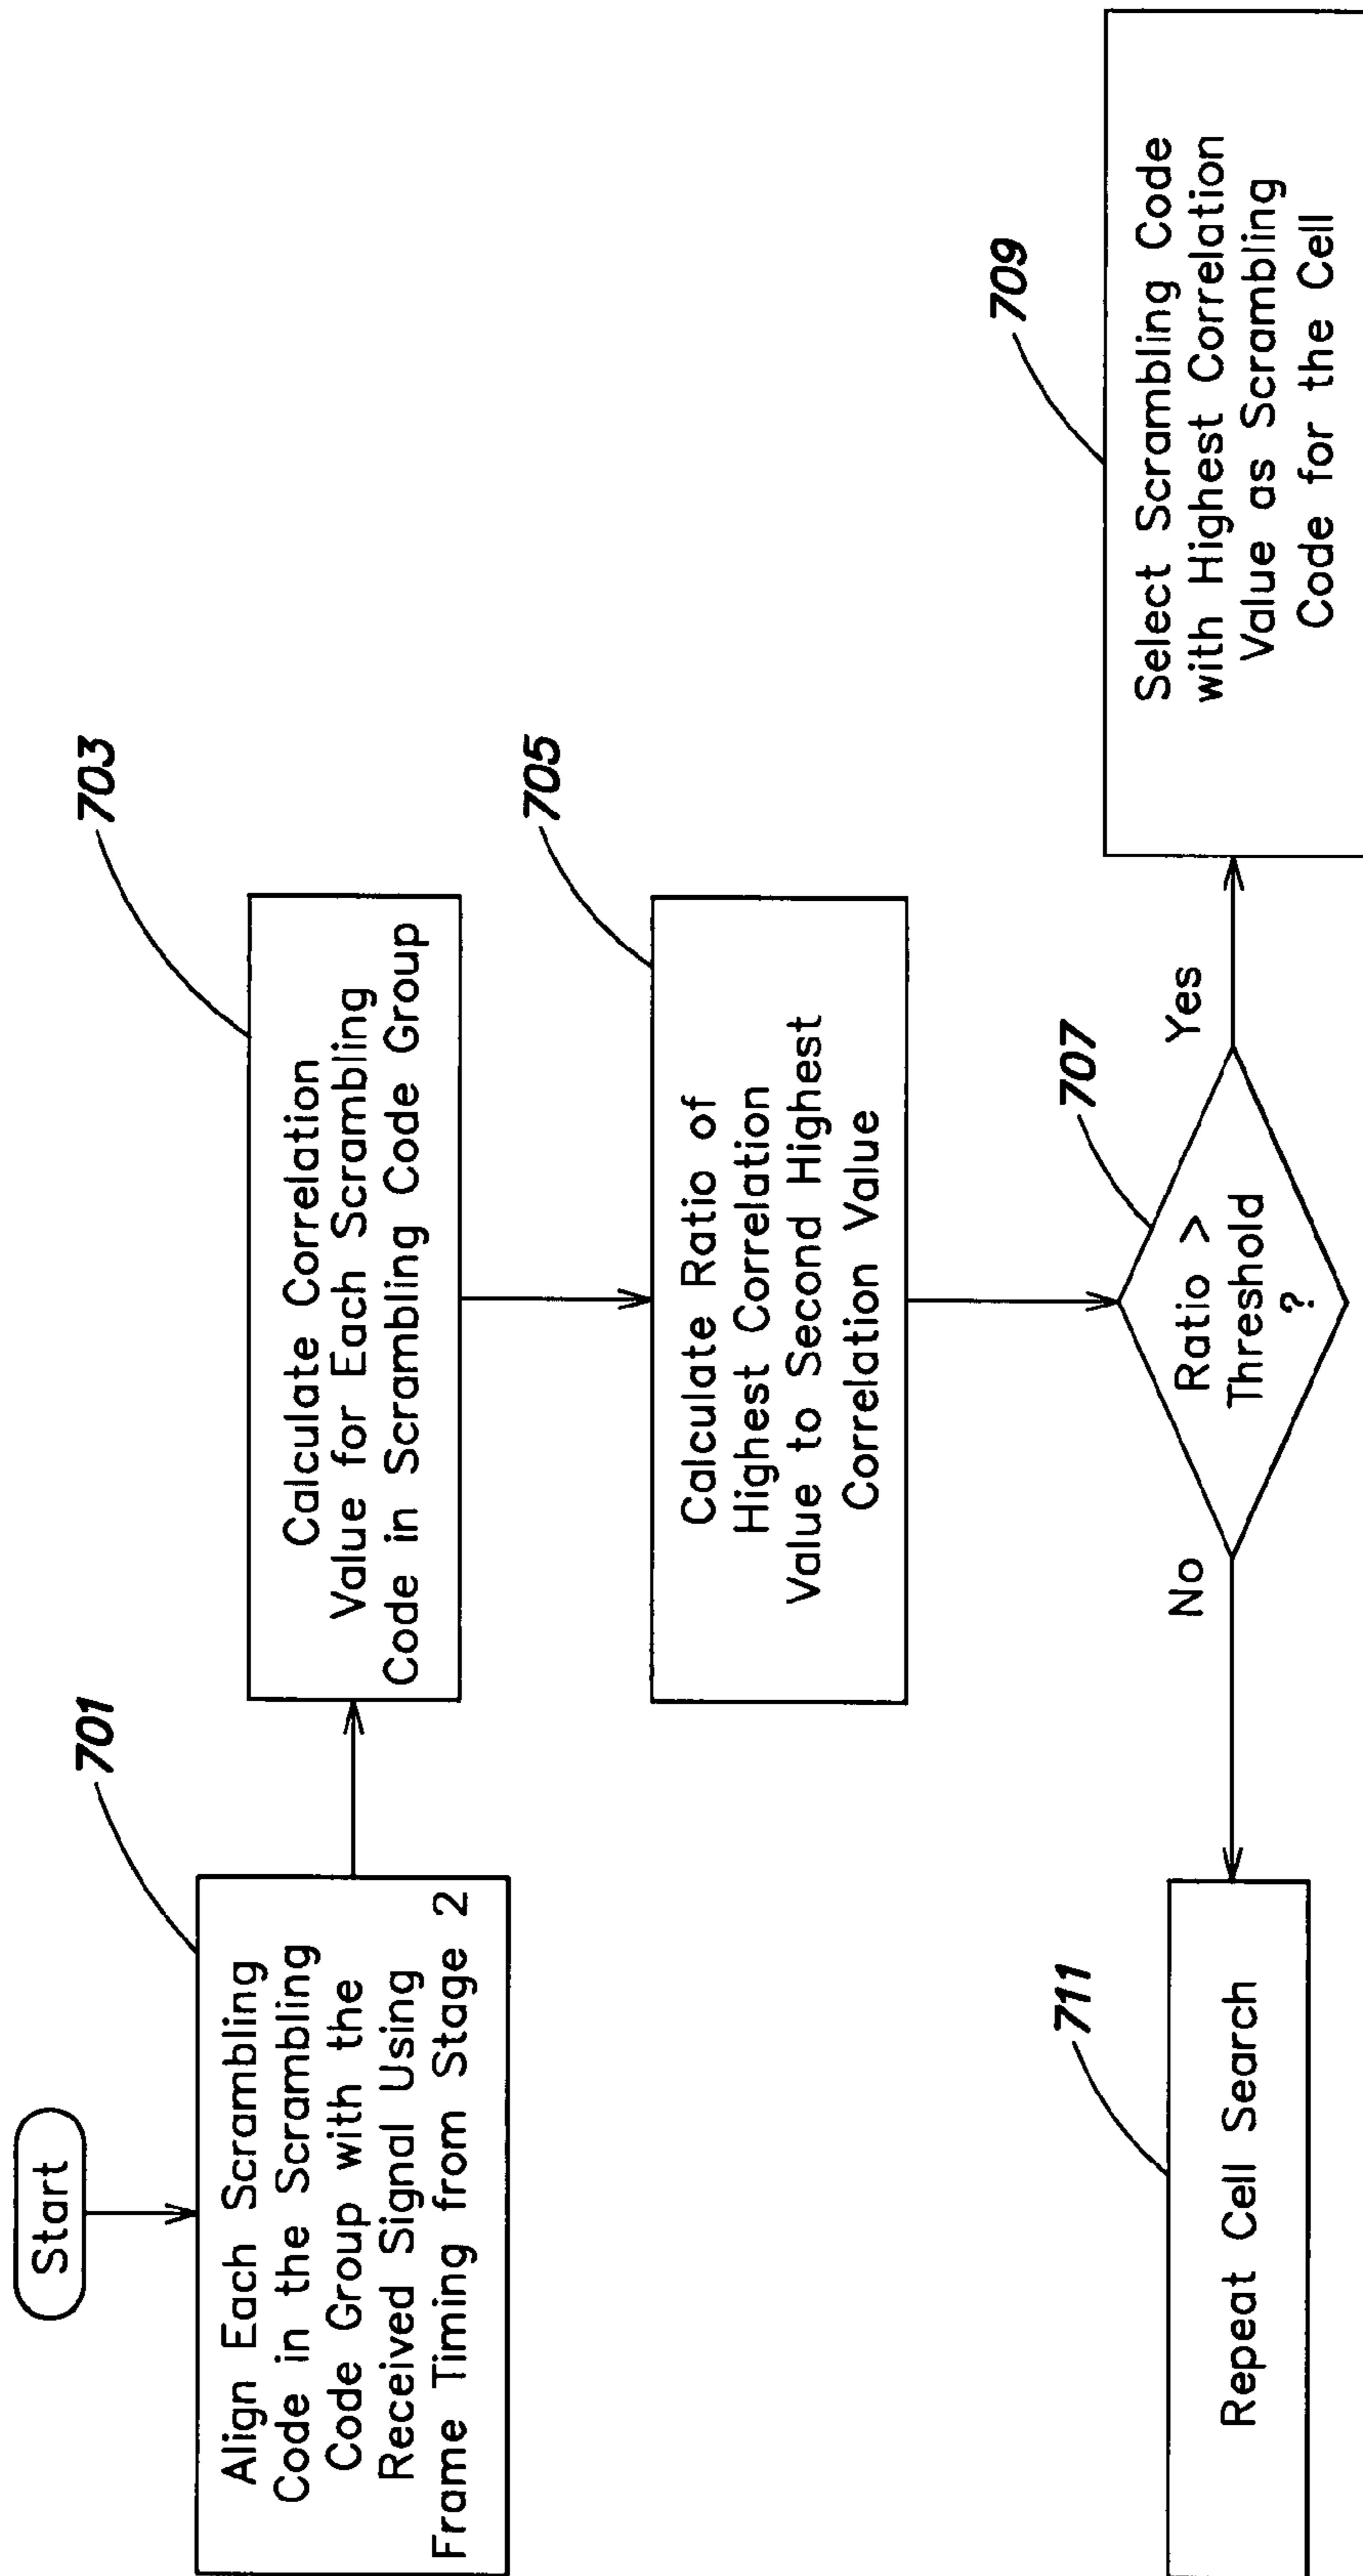 Start
701
Align Each Scrambling
Code in the Scrambling
Code Group with the
Received Signal Using
Frame Timing from Stage 2
703
Calculate Correlation
Value for Each Scrambling
Code in Scrambling Code Group
705
Calculate Ratio of
Highest Correlation
Value to Second Highest
Correlation Value
707
Ratio >
Threshold
?
No
Yes
709
Select Scrambling Code
with Highest Correlation
Value as Scrambling
Code for the Cell
711
Repeat Cell Search